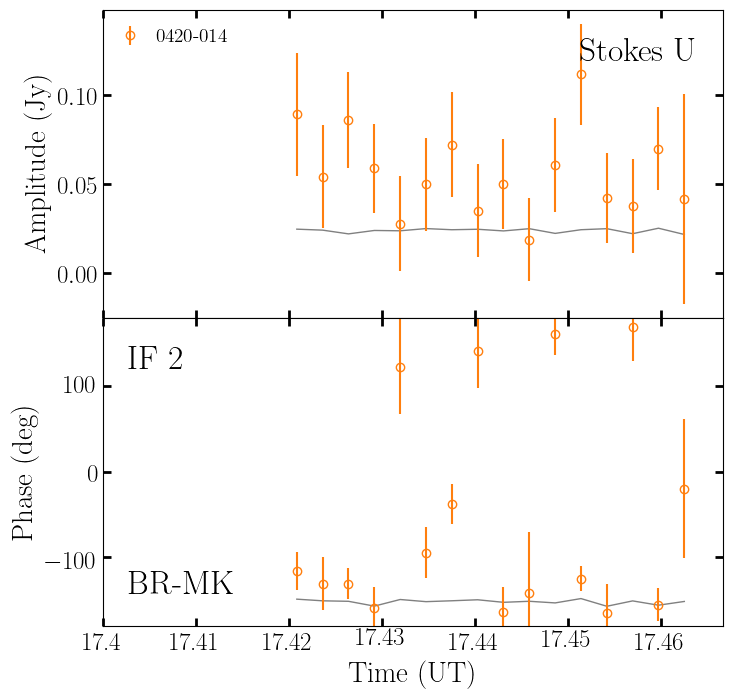 0420-014
Stokes U
0.10
0.05
0.00
Amplitude (Jy)
IF 2
100
0
−100
Phase (deg)
BR-MK
17.4 17.41 17.42 17.43 17.44 17.45 17.46
Time (UT)